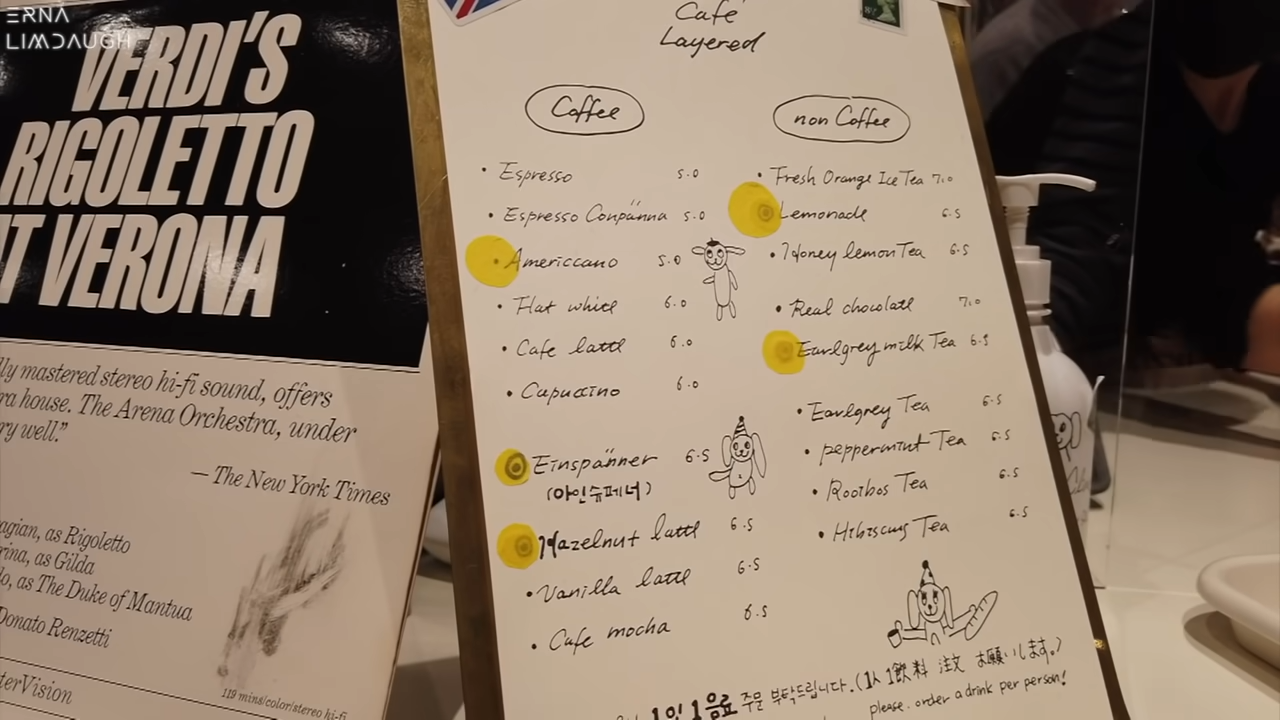 ERNA
LIMDAUGH
VERDI'S
RIGOLETTO
AT VERONA
lly mastered stereo hi-fi sound, offers
ra house. The Arena Orchestra, under
ry well."
— The New York Times
agian, as Rigoletto
rina, as Gilda
lo, as The Duke of Mantua
Donato Renzetti
terVision
119 mins/color/stereo hi-fi
Café
Layered
Coffee
• Espresso 5.0
• Espresso Conpänna 5.0
• Americcano 5.0
• Flat white 6.0
• Cafe latte 6.0
• Capuccino 6.0
Einspänner 6.5
(아인슈페너)
Hazelnut latte 6.5
• Vanilla latte 6.5
• Cafe mocha 6.5
non Coffee
• Fresh Orange Ice Tea 7.0
Lemonade 6.5
• Honey lemon Tea 6.5
• Real chocolate 7.0
Earlgrey milk Tea 6.5
• Earlgrey Tea 6.5
• peppermint Tea 6.5
• Rooibos Tea 6.5
• Hibiscus Tea 6.5
1인 1음료 주문 부탁드립니다. (1人 1飲料 注文 お願いします。)
please. order a drink per person!